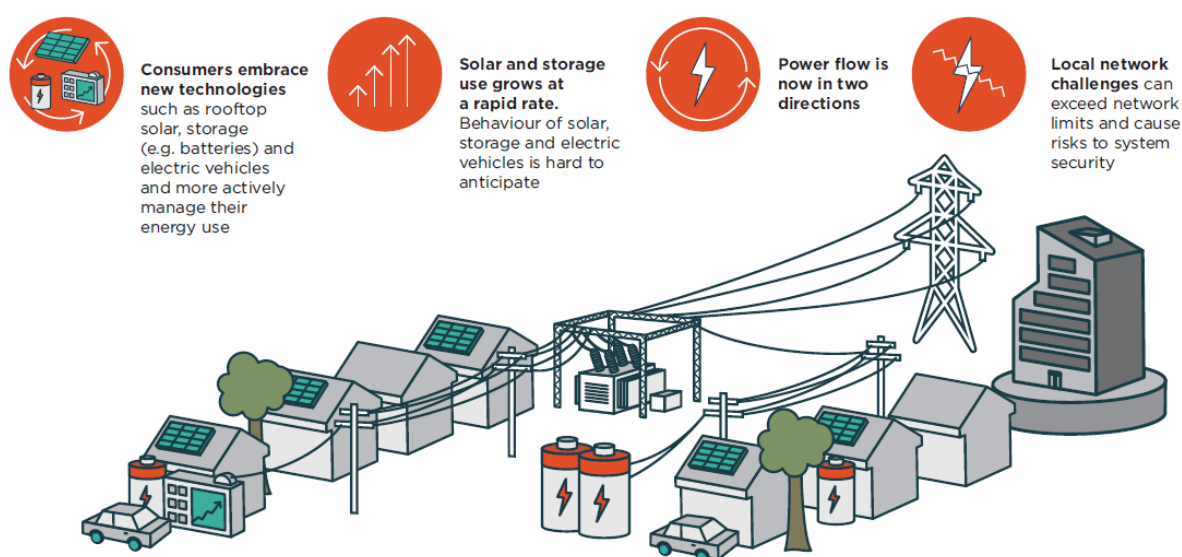 Consumers embrace
new technologies
such as rooftop
solar, storage
(e.g. batteries) and
electric vehicles
and more actively
manage their
energy use
Solar and storage
use grows at
a rapid rate.
Behaviour of solar,
storage and electric
vehicles is hard to
anticipate
Power flow is
now in two
directions
Local network
challenges can
exceed network
limits and cause
risks to system
security